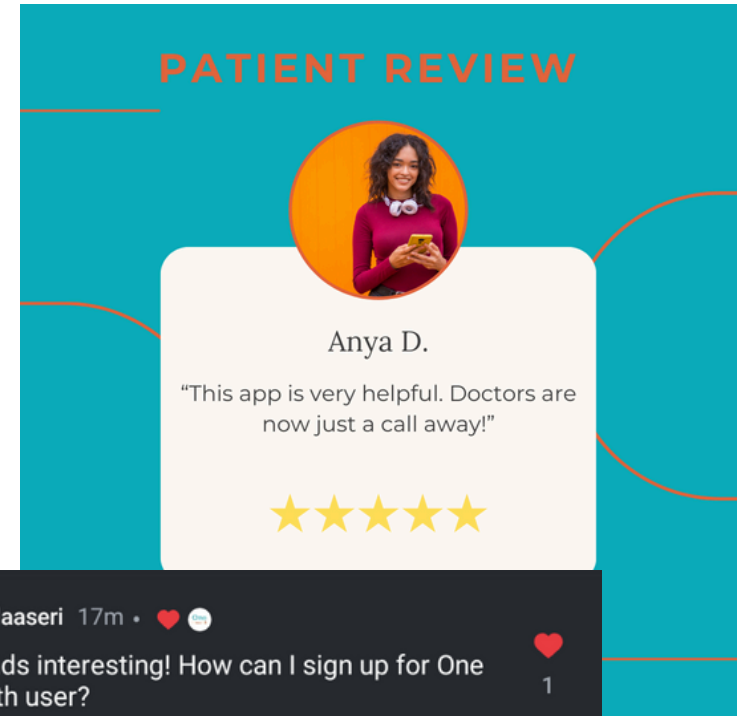 PATIENT REVIEW
Anya D.
“This app is very helpful. Doctors are
now just a call away!”
aaseri 17m •
ds interesting! How can I sign up for One
th user?
1